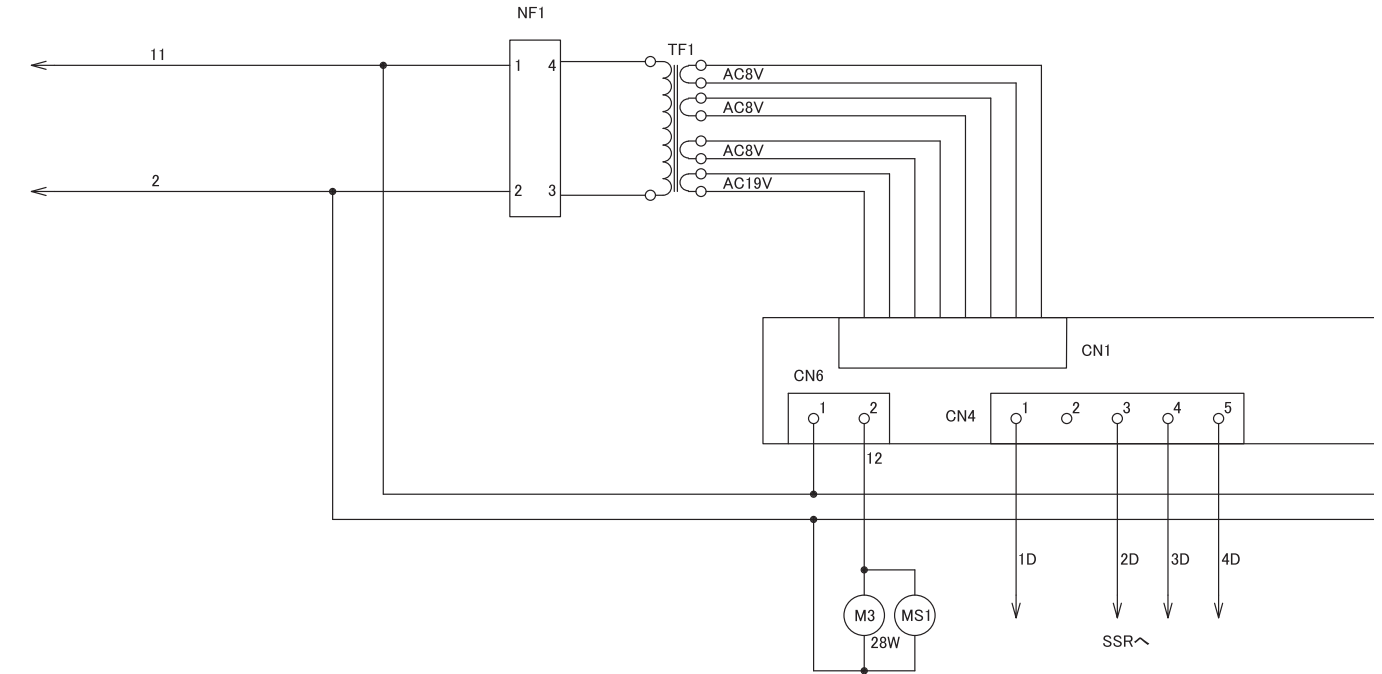 NF1
11
1 4
TF1
AC8V
AC8V
AC8V
AC19V
2
2 3
CN1
CN6
1 2
CN4
1 2 3 4 5
12
1D 2D 3D 4D
M3 MS1
28W
SSRへ